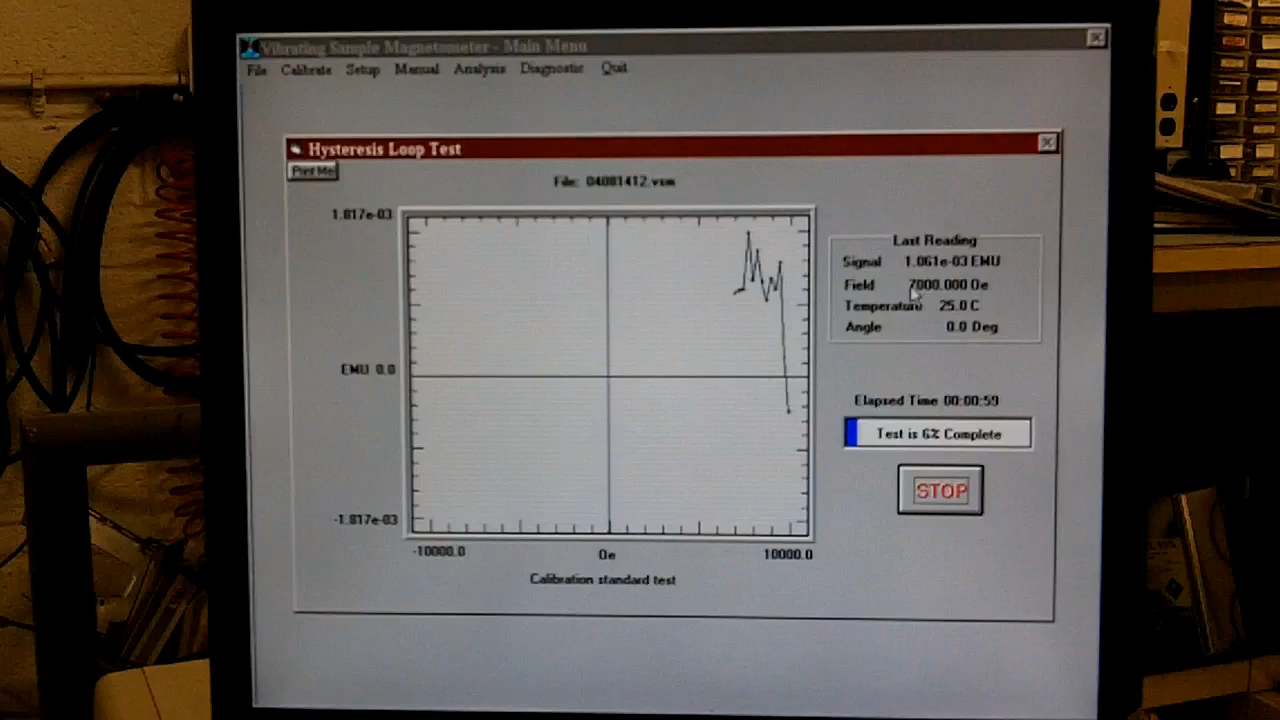 Vibrating Sample Magnetometer - Main Menu
File Calibrate Setup Manual Analysis Diagnostic Quit
Hysteresis Loop Test
Print Me
File: 04081412.vsm
1.817e-03
EMU 0.0
-1.817e-03
-10000.0 Oe 10000.0
Calibration standard test
Last Reading
Signal 1.061e-03 EMU
Field 7000.000 Oe
Temperature 25.0 C
Angle 0.0 Deg
Elapsed Time 00:00:59
Test is 6% Complete
STOP